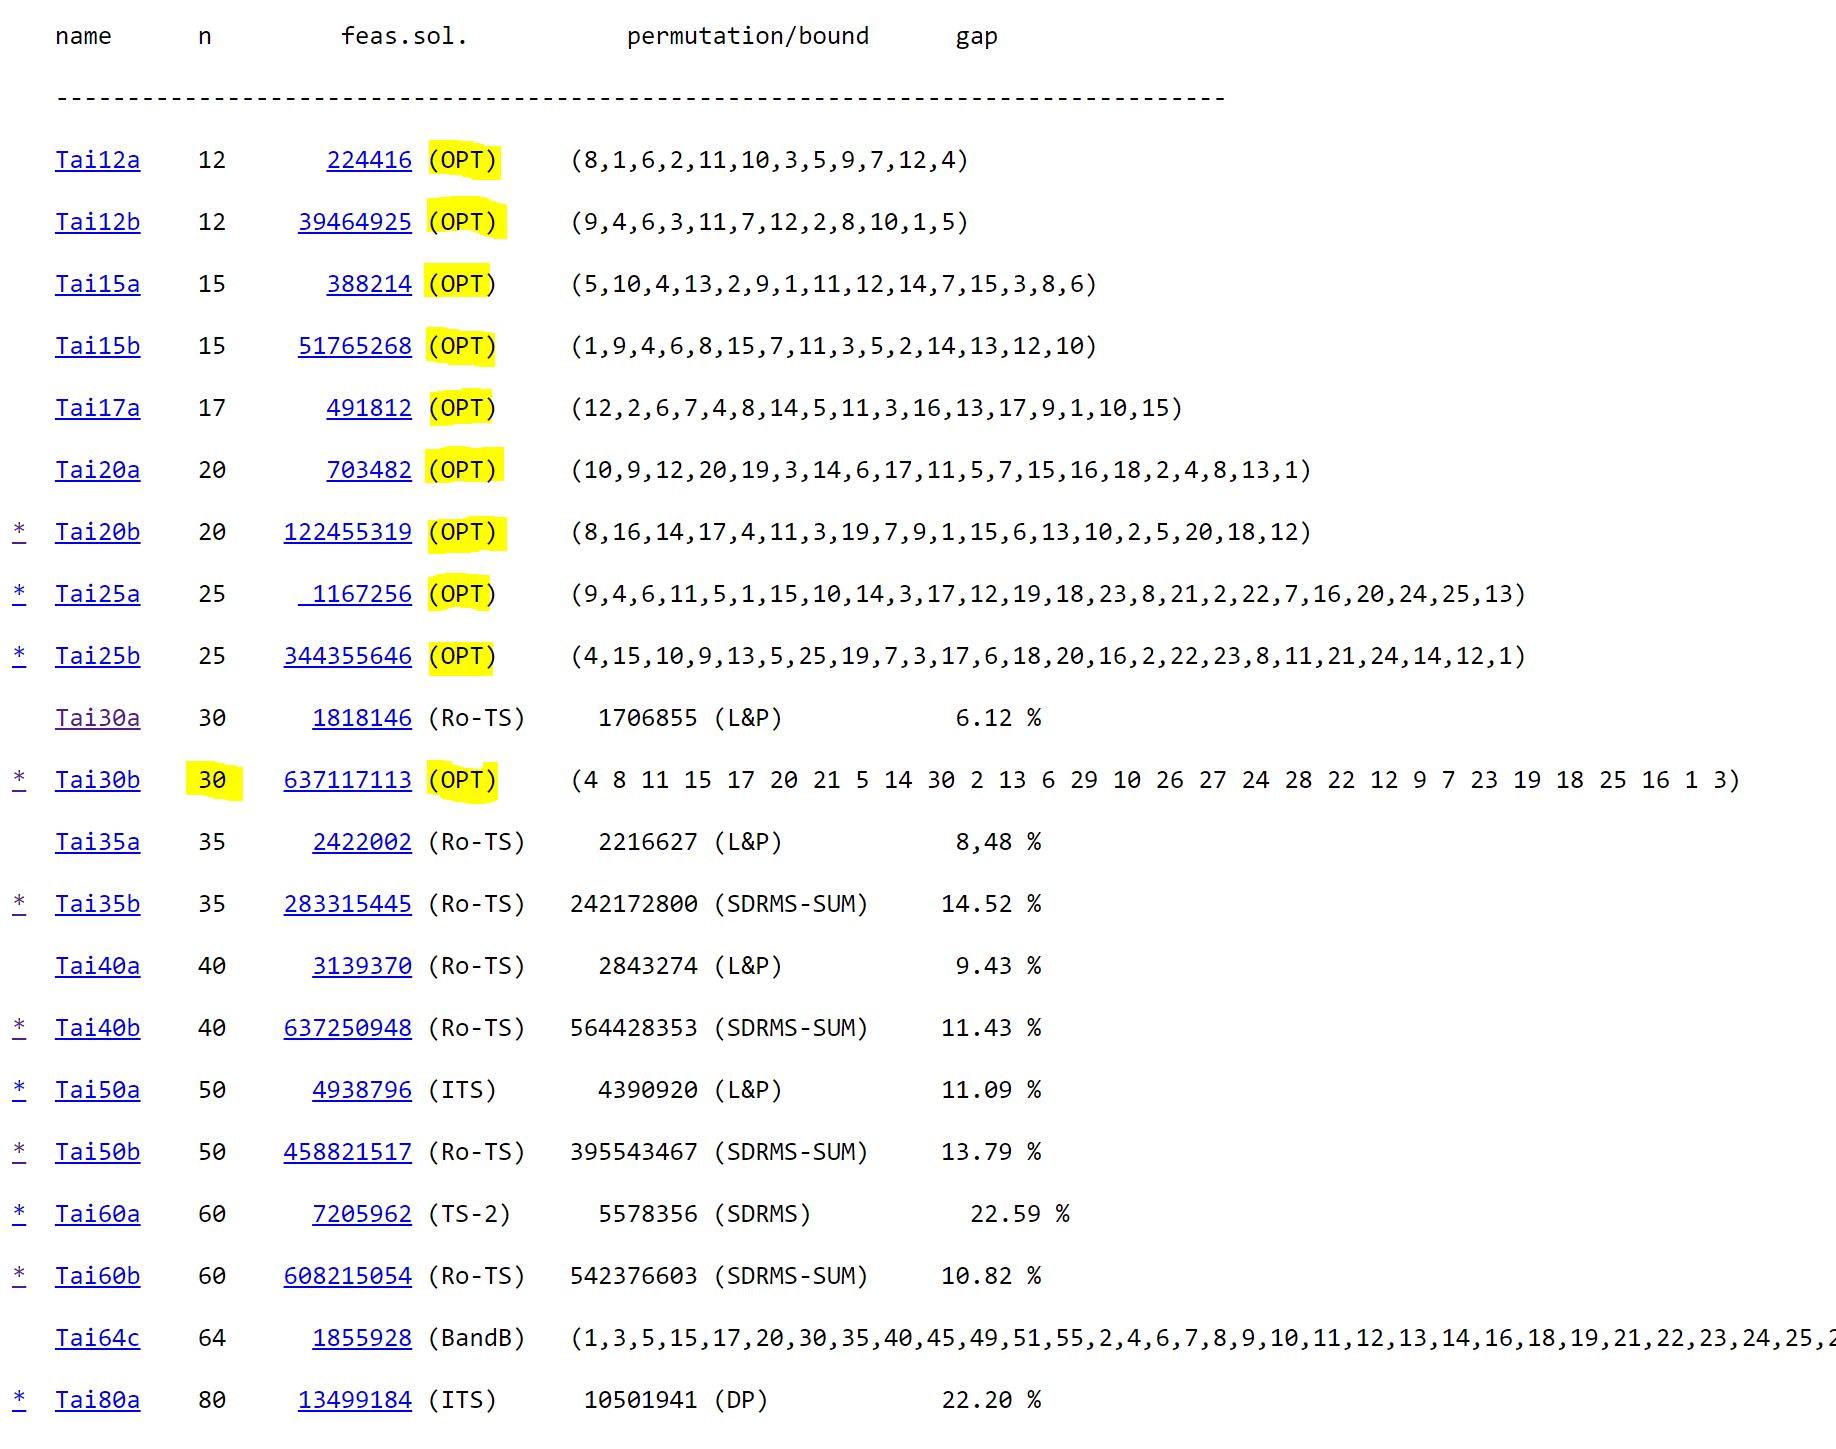 name n feas.sol. permutation/bound gap
----------------------------------------------------------------------------------
Tai12a 12 224416 (OPT) (8,1,6,2,11,10,3,5,9,7,12,4)
Tai12b 12 39464925 (OPT) (9,4,6,3,11,7,12,2,8,10,1,5)
Tai15a 15 388214 (OPT) (5,10,4,13,2,9,1,11,12,14,7,15,3,8,6)
Tai15b 15 51765268 (OPT) (1,9,4,6,8,15,7,11,3,5,2,14,13,12,10)
Tai17a 17 491812 (OPT) (12,2,6,7,4,8,14,5,11,3,16,13,17,9,1,10,15)
Tai20a 20 703482 (OPT) (10,9,12,20,19,3,14,6,17,11,5,7,15,16,18,2,4,8,13,1)
* Tai20b 20 122455319 (OPT) (8,16,14,17,4,11,3,19,7,9,1,15,6,13,10,2,5,20,18,12)
* Tai25a 25 1167256 (OPT) (9,4,6,11,5,1,15,10,14,3,17,12,19,18,23,8,21,2,22,7,16,20,24,25,13)
* Tai25b 25 344355646 (OPT) (4,15,10,9,13,5,25,19,7,3,17,6,18,20,16,2,22,23,8,11,21,24,14,12,1)
Tai30a 30 1818146 (Ro-TS) 1706855 (L&P) 6.12 %
* Tai30b 30 637117113 (OPT) (4 8 11 15 17 20 21 5 14 30 2 13 6 29 10 26 27 24 28 22 12 9 7 23 19 18 25 16 1 3)
Tai35a 35 2422002 (Ro-TS) 2216627 (L&P) 8,48 %
* Tai35b 35 283315445 (Ro-TS) 242172800 (SDRMS-SUM) 14.52 %
Tai40a 40 3139370 (Ro-TS) 2843274 (L&P) 9.43 %
* Tai40b 40 637250948 (Ro-TS) 564428353 (SDRMS-SUM) 11.43 %
* Tai50a 50 4938796 (ITS) 4390920 (L&P) 11.09 %
* Tai50b 50 458821517 (Ro-TS) 395543467 (SDRMS-SUM) 13.79 %
* Tai60a 60 7205962 (TS-2) 5578356 (SDRMS) 22.59 %
* Tai60b 60 608215054 (Ro-TS) 542376603 (SDRMS-SUM) 10.82 %
Tai64c 64 1855928 (BandB) (1,3,5,15,17,20,30,35,40,45,49,51,55,2,4,6,7,8,9,10,11,12,13,14,16,18,19,21,22,23,24,25,2
* Tai80a 80 13499184 (ITS) 10501941 (DP) 22.20 %